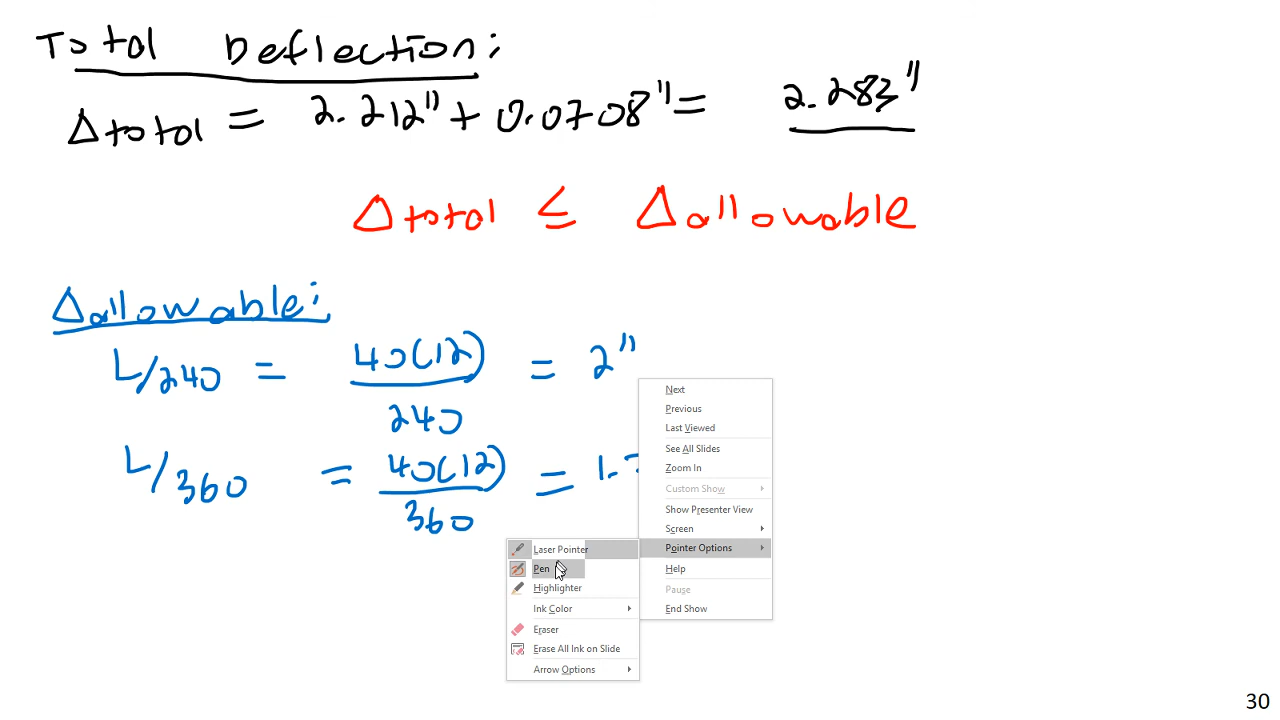 Total Deflection:
Δtotal = 2.212" + 0.0708" = 2.283"
Δtotal ≤ Δallowable
Δallowable:
L/240 = 40(12)/240 = 2"
L/360 = 40(12)/360 = 1.
Next
Previous
Last Viewed
See All Slides
Zoom In
Custom Show
Show Presenter View
Screen
Pointer Options
Help
Pause
End Show
Laser Pointer
Pen
Highlighter
Ink Color
Eraser
Erase All Ink on Slide
Arrow Options
30